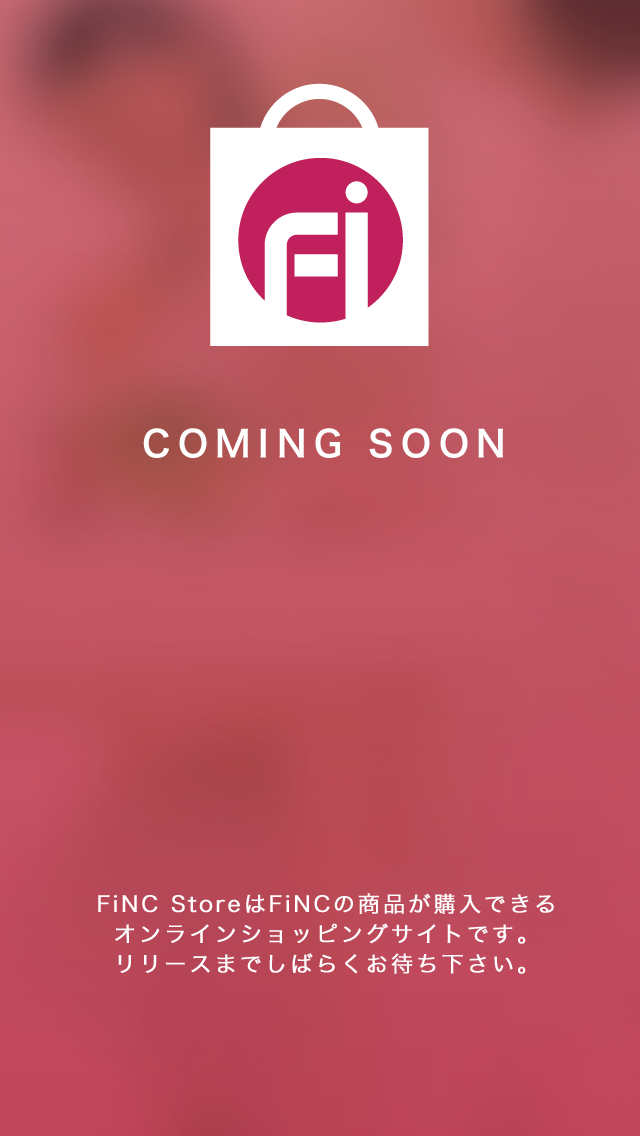 Fi
COMING SOON
FiNC StoreはFiNCの商品が購入できる
オンラインショッピングサイトです。
リリースまでしばらくお待ち下さい。